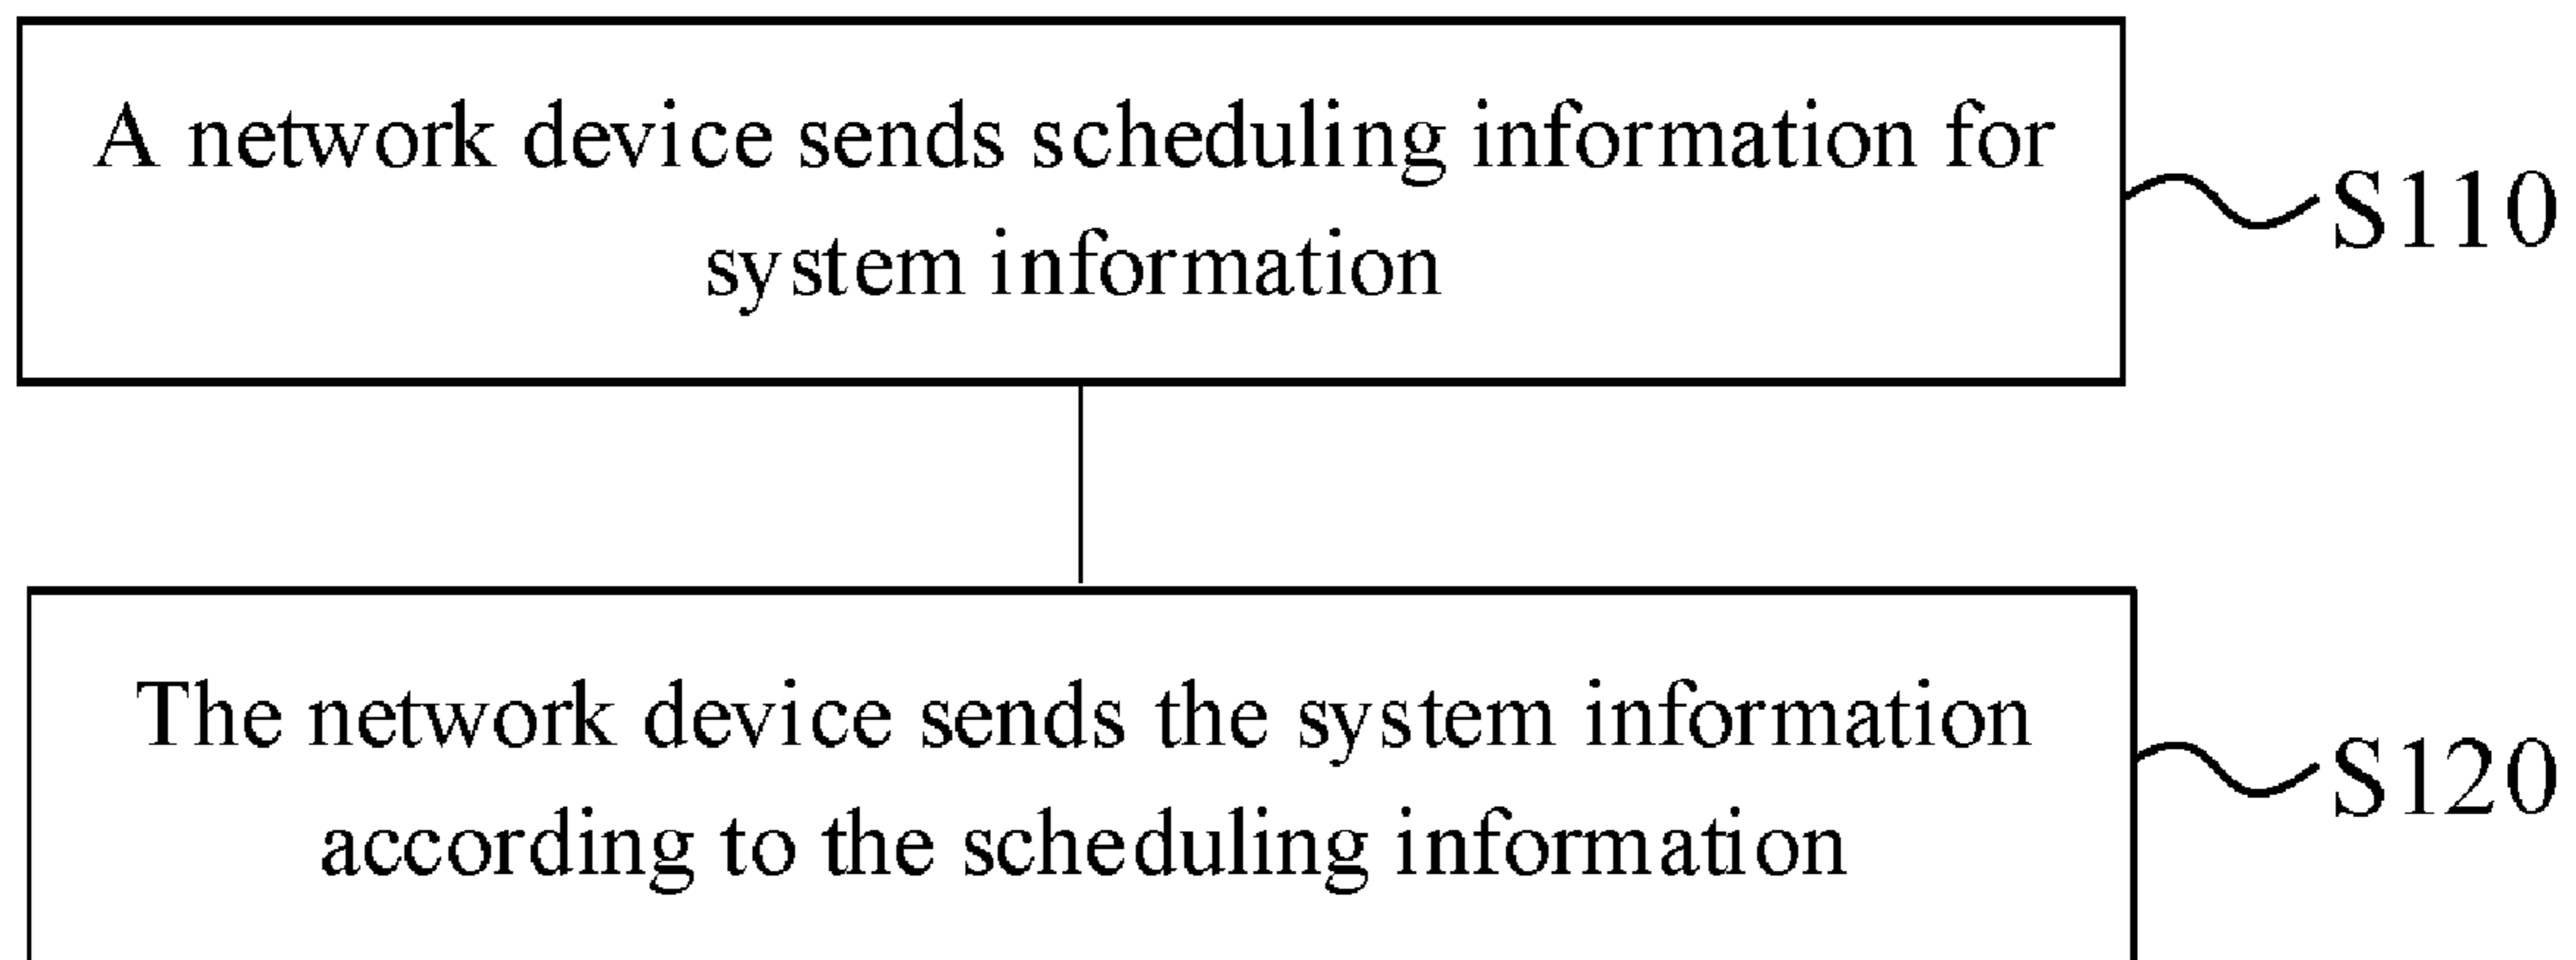 A network device sends scheduling information for
system information
S110
The network device sends the system information
according to the scheduling information
S120